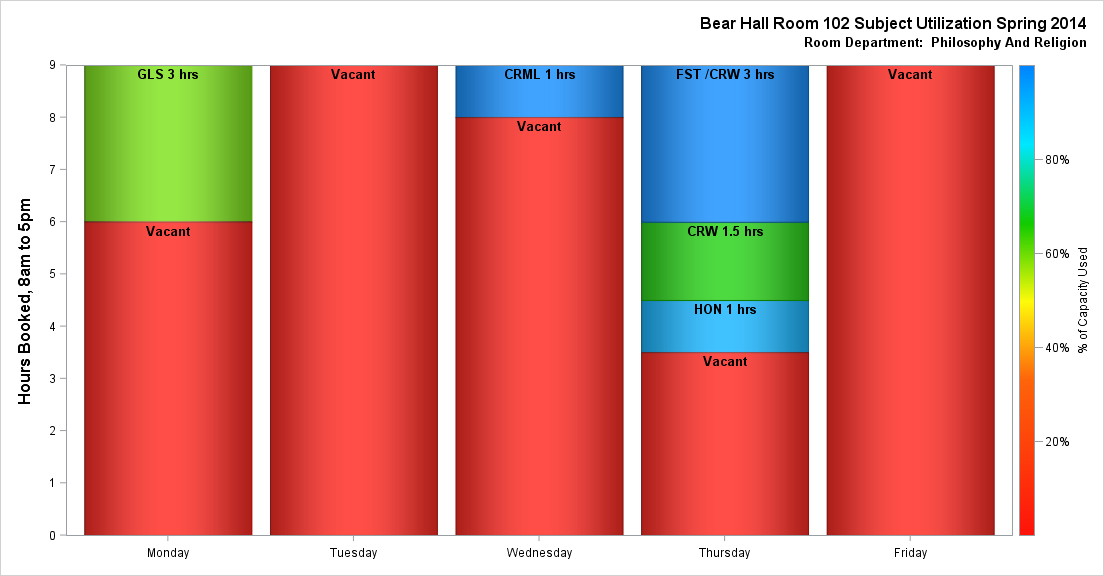 Bear Hall Room 102 Subject Utilization Spring 2014
Room Department:  Philosophy And Religion
Hours Booked, 8am to 5pm
9
8
7
6
5
4
3
2
1
0
GLS 3 hrs
Vacant
Vacant
CRML 1 hrs
Vacant
FST /CRW 3 hrs
CRW 1.5 hrs
HON 1 hrs
Vacant
Vacant
Monday
Tuesday
Wednesday
Thursday
Friday
80%
60%
40%
20%
% of Capacity Used